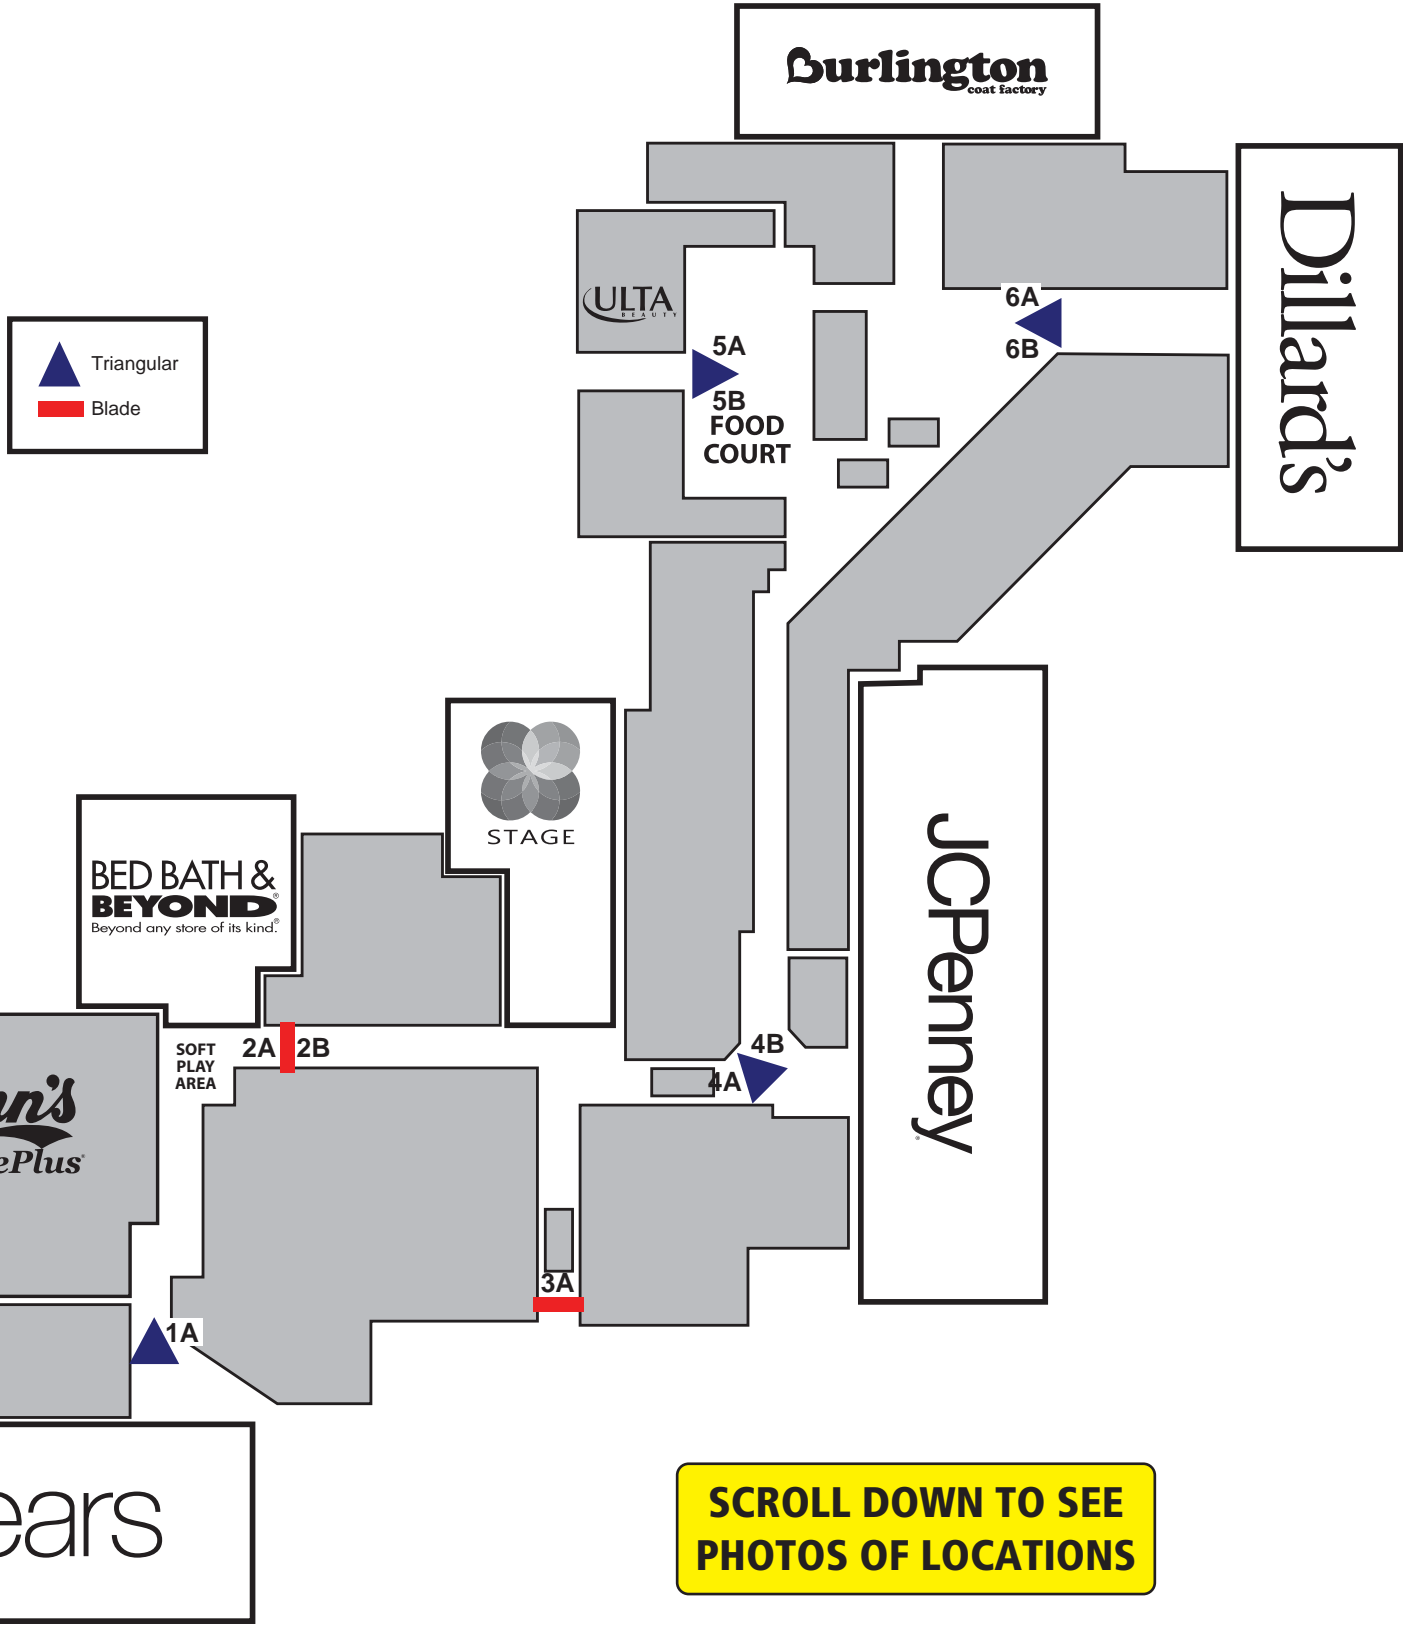 Burlington
coat factory
Dillard's
6A
6B
ULTA
BEAUTY
5A
5B
FOOD
COURT
Triangular
Blade
STAGE
JCPenney
BED BATH &
BEYOND®
Beyond any store of its kind.®
SOFT
PLAY
AREA
2A
2B
4B
4A
n's
ePlus
3A
1A
ears
SCROLL DOWN TO SEE
PHOTOS OF LOCATIONS